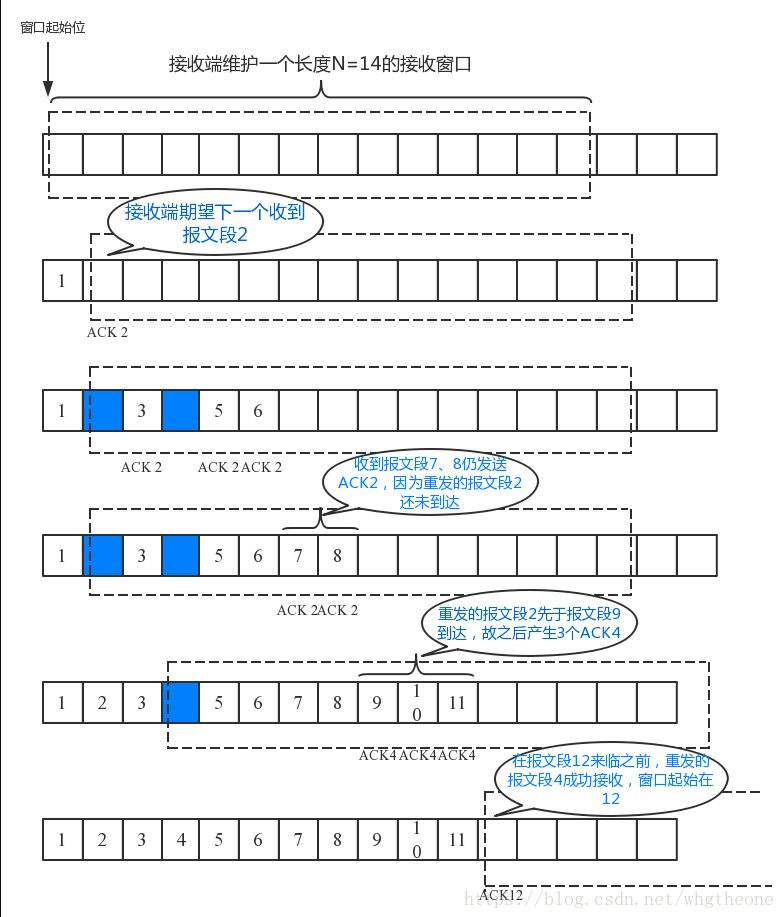 窗口起始位
接收端维护一个长度N=14的接收窗口
接收端期望下一个收到
报文段2
1
ACK 2
1 3 5 6
ACK 2 ACK 2 ACK 2
收到报文段7、8仍发送
ACK2，因为重发的报文段2
还未到达
1 3 5 6 7 8
ACK 2 ACK 2
重发的报文段2先于报文段9
到达，故之后产生3个ACK4
1 2 3 5 6 7 8 9 10 11
ACK4 ACK4 ACK4
在报文段12来临之前，重发的
报文段4成功接收，窗口起始在
12
1 2 3 4 5 6 7 8 9 10 11
ACK12
https://blog.csdn.net/whgtheone